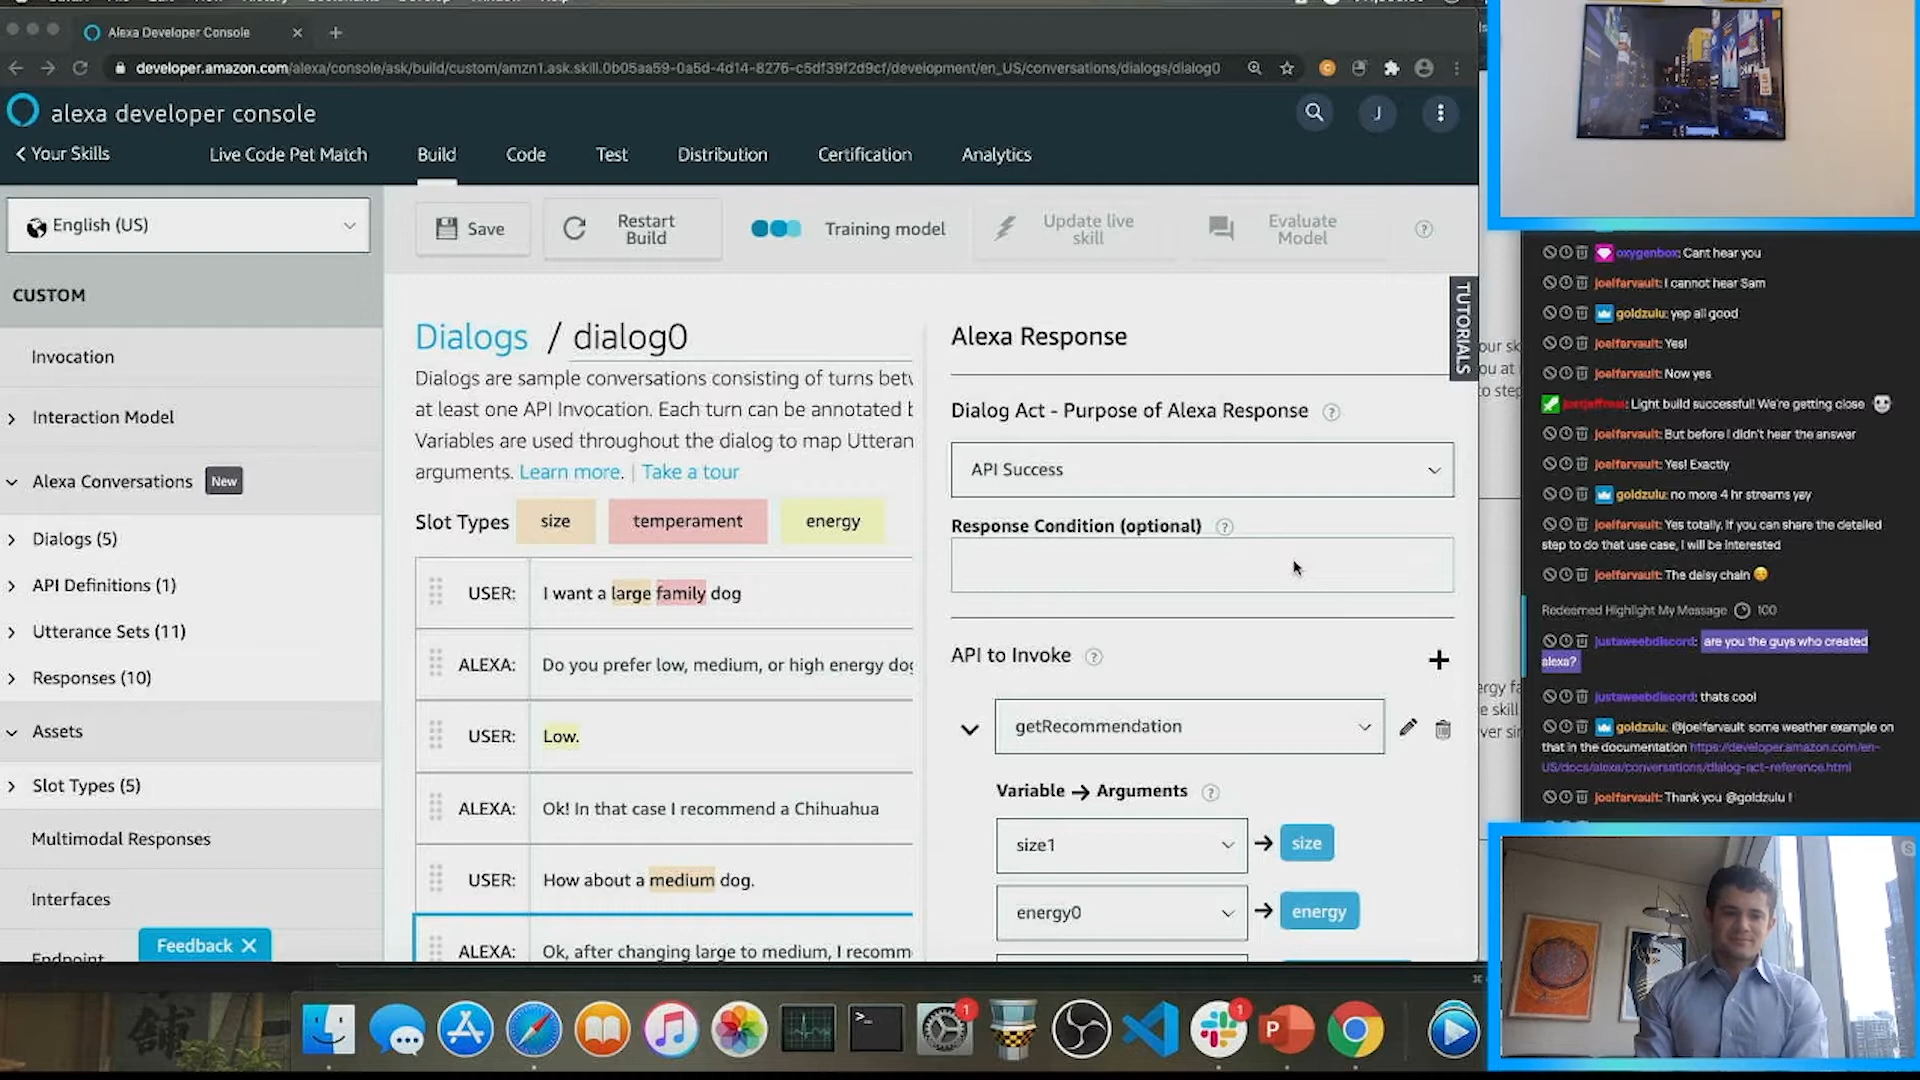 Alexa Developer Console
developer.amazon.com/alexa/console/ask/build/custom/amzn1.ask.skill.0b05aa59-0a5d-4d14-8276-c5df39f2d9cf/development/en_US/conversations/dialogs/dialog0
alexa developer console
J
Your Skills
Live Code Pet Match
Build
Code
Test
Distribution
Certification
Analytics
English (US)
Save
Restart
Build
Training model
Update live
skill
Evaluate
Model
CUSTOM
Invocation
Interaction Model
Alexa Conversations New
Dialogs (5)
API Definitions (1)
Utterance Sets (11)
Responses (10)
Assets
Slot Types (5)
Multimodal Responses
Interfaces
Endpoint
Feedback
Dialogs / dialog0
Dialogs are sample conversations consisting of turns
at least one API Invocation. Each turn can be annotated
Variables are used throughout the dialog to map
arguments. Learn more. | Take a tour
Slot Types size temperament energy
USER: I want a large family dog
ALEXA: Do you prefer low, medium, or high energy
USER: Low.
ALEXA: Ok! In that case I recommend a Chihuahua
USER: How about a medium dog.
ALEXA: Ok, after changing large to medium, I
Alexa Response
Dialog Act - Purpose of Alexa Response ?
API Success
Response Condition (optional) ?
API to Invoke ?
getRecommendation
Variable → Arguments ?
size1 → size
energy0 → energy
TUTORIALS
oxygenbox: Cant hear you
joelfarvault: I cannot hear Sam
goldzulu: yep all good
joelfarvault: Yes!
joelfarvault: Now yes
Light build successful! We're getting close
joelfarvault: But before I didn't hear the answer
joelfarvault: Yes! Exactly
goldzulu: no more 4 hr streams yay
joelfarvault: Yes totally. If you can share the detailed
step to do that use case, I will be interested
joelfarvault: The daisy chain
Redeemed Highlight My Message 100
justaweebdiscord: are you the guys who created
alexa?
justaweebdiscord: thats cool
goldzulu: @joelfarvault some weather example on
that in the documentation https://developer.amazon.com/en-
US/docs/alexa/conversations/dialog-act-reference.html
joelfarvault: Thank you @goldzulu !
1
1
P